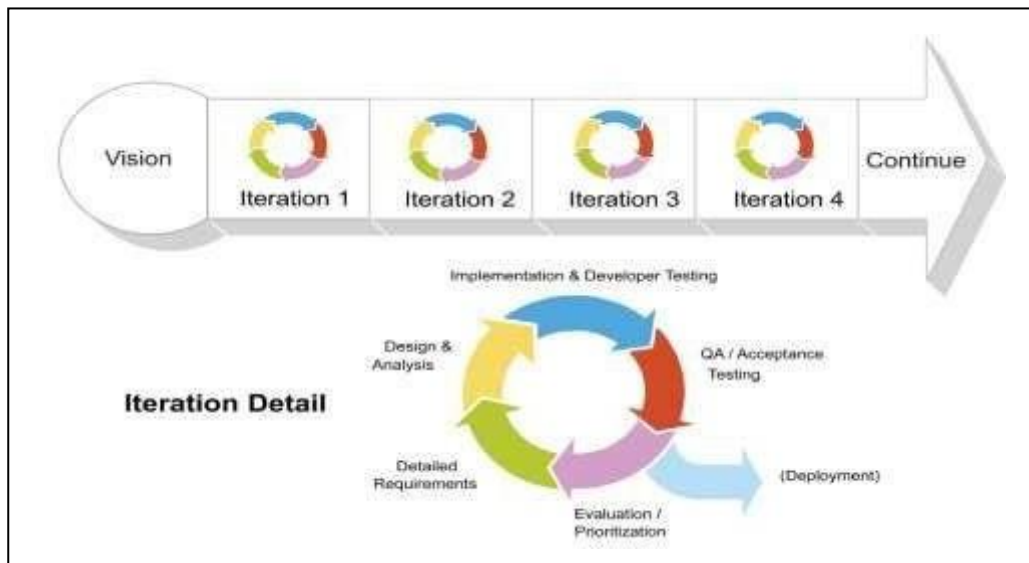 Vision
Iteration 1
Iteration 2
Iteration 3
Iteration 4
Continue
Implementation & Developer Testing
Design &
Analysis
QA / Acceptance
Testing
Iteration Detail
Detailed
Requirements
(Deployment)
Evaluation /
Prioritization